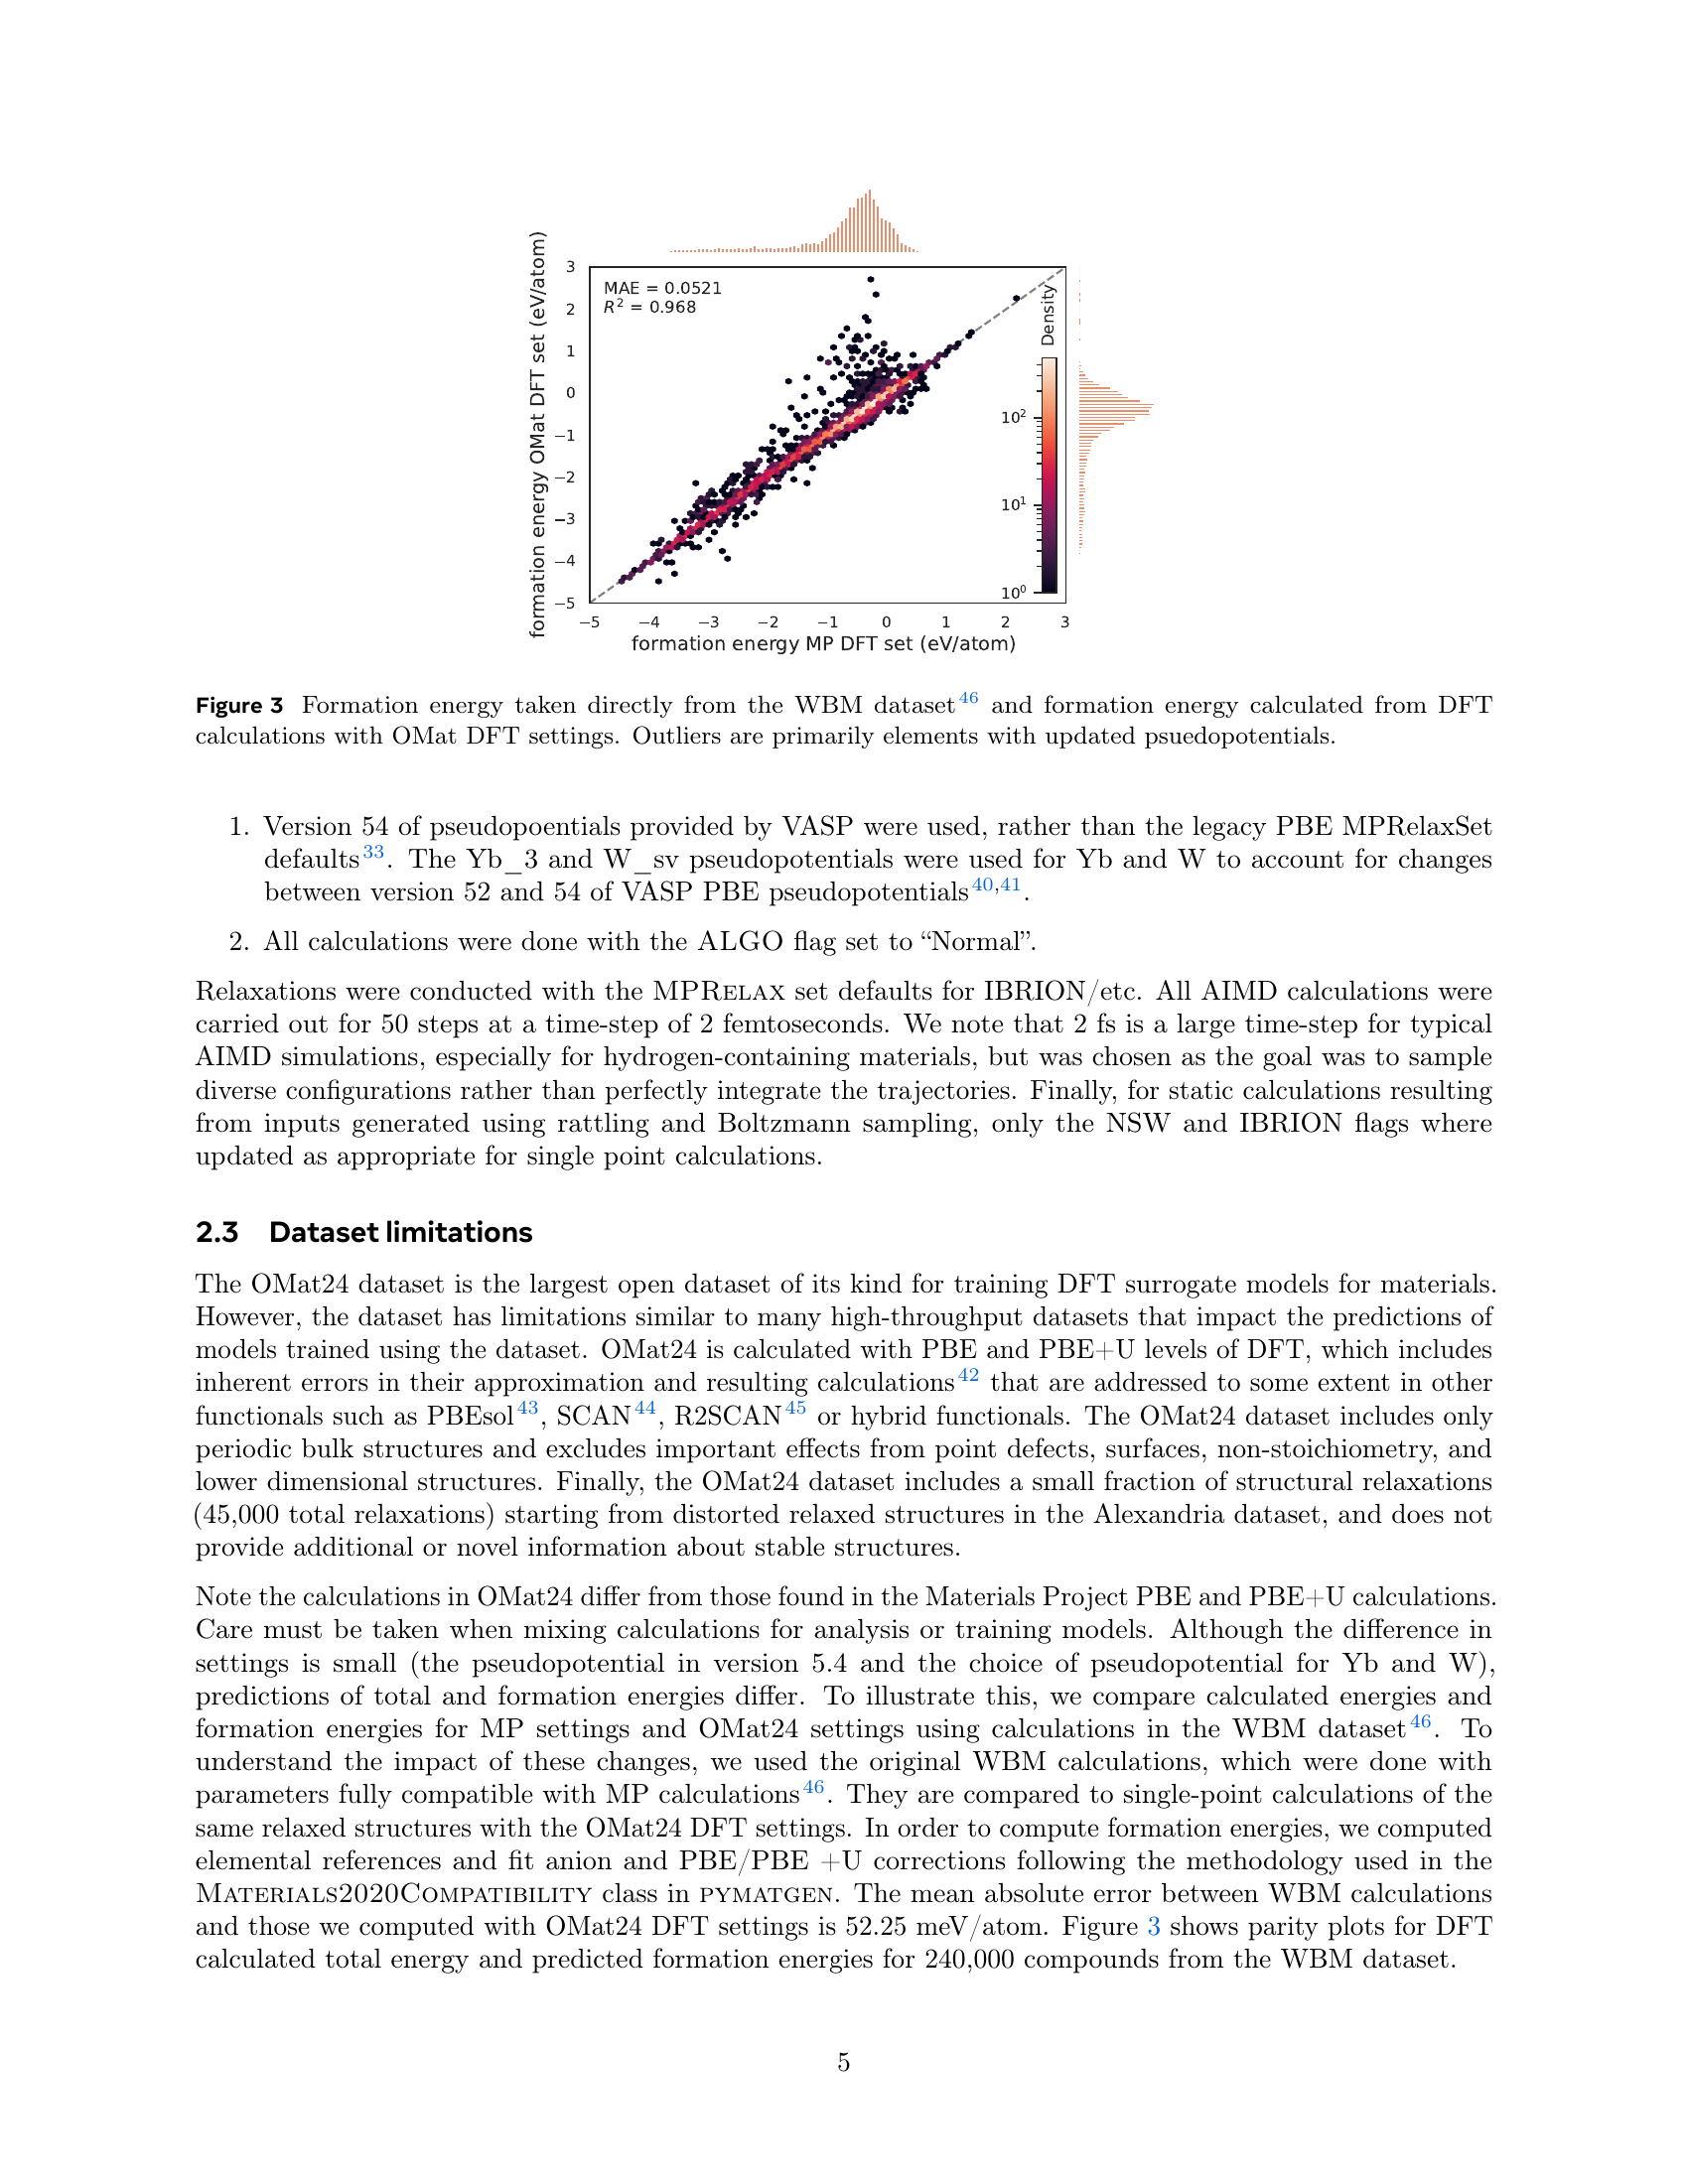 formation energy OMat DFT set (eV/atom)
3
2
1
0
−1
−2
−3
−4
−5
MAE = 0.0521
R² = 0.968
Density
10²
10¹
10⁰
−5 −4 −3 −2 −1 0 1 2 3
formation energy MP DFT set (eV/atom)
Figure 3 Formation energy taken directly from the WBM dataset46 and formation energy calculated from DFT
calculations with OMat DFT settings. Outliers are primarily elements with updated psuedopotentials.
1. Version 54 of pseudopoentials provided by VASP were used, rather than the legacy PBE MPRelaxSet
defaults33. The Yb_3 and W_sv pseudopotentials were used for Yb and W to account for changes
between version 52 and 54 of VASP PBE pseudopotentials40,41.
2. All calculations were done with the ALGO flag set to “Normal”.
Relaxations were conducted with the MPRelax set defaults for IBRION/etc. All AIMD calculations were
carried out for 50 steps at a time-step of 2 femtoseconds. We note that 2 fs is a large time-step for typical
AIMD simulations, especially for hydrogen-containing materials, but was chosen as the goal was to sample
diverse configurations rather than perfectly integrate the trajectories. Finally, for static calculations resulting
from inputs generated using rattling and Boltzmann sampling, only the NSW and IBRION flags where
updated as appropriate for single point calculations.
2.3 Dataset limitations
The OMat24 dataset is the largest open dataset of its kind for training DFT surrogate models for materials.
However, the dataset has limitations similar to many high-throughput datasets that impact the predictions of
models trained using the dataset. OMat24 is calculated with PBE and PBE+U levels of DFT, which includes
inherent errors in their approximation and resulting calculations42 that are addressed to some extent in other
functionals such as PBEsol43, SCAN44, R2SCAN45 or hybrid functionals. The OMat24 dataset includes only
periodic bulk structures and excludes important effects from point defects, surfaces, non-stoichiometry, and
lower dimensional structures. Finally, the OMat24 dataset includes a small fraction of structural relaxations
(45,000 total relaxations) starting from distorted relaxed structures in the Alexandria dataset, and does not
provide additional or novel information about stable structures.
Note the calculations in OMat24 differ from those found in the Materials Project PBE and PBE+U calculations.
Care must be taken when mixing calculations for analysis or training models. Although the difference in
settings is small (the pseudopotential in version 5.4 and the choice of pseudopotential for Yb and W),
predictions of total and formation energies differ. To illustrate this, we compare calculated energies and
formation energies for MP settings and OMat24 settings using calculations in the WBM dataset46. To
understand the impact of these changes, we used the original WBM calculations, which were done with
parameters fully compatible with MP calculations46. They are compared to single-point calculations of the
same relaxed structures with the OMat24 DFT settings. In order to compute formation energies, we computed
elemental references and fit anion and PBE/PBE +U corrections following the methodology used in the
Materials2020Compatibility class in pymatgen. The mean absolute error between WBM calculations
and those we computed with OMat24 DFT settings is 52.25 meV/atom. Figure 3 shows parity plots for DFT
calculated total energy and predicted formation energies for 240,000 compounds from the WBM dataset.
5